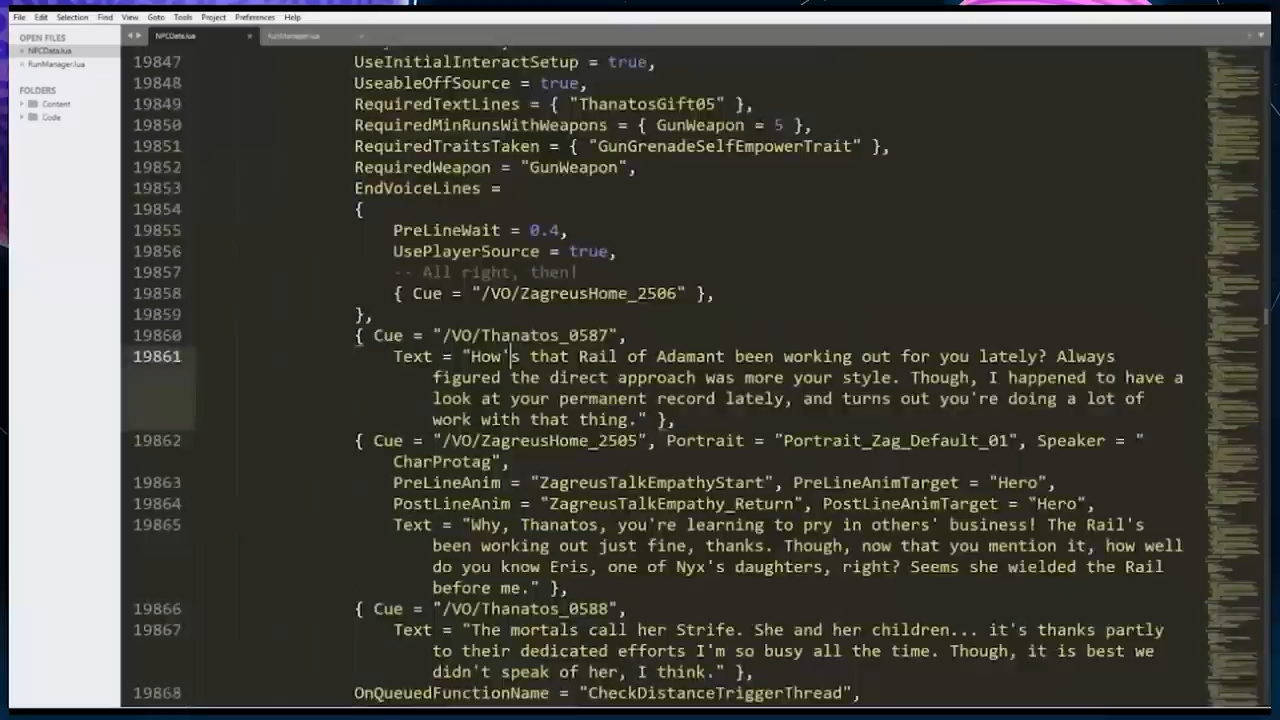 File Edit Selection Find View Goto Tools Project Preferences Help
OPEN FILES
NPCData.lua
RunManager.lua
FOLDERS
Content
Code
NPCData.lua
RunManager.lua
19847 UseInitialInteractSetup = true,
19848 UseableOffSource = true,
19849 RequiredTextLines = { "ThanatosGift05" },
19850 RequiredMinRunsWithWeapons = { GunWeapon = 5 },
19851 RequiredTraitsTaken = { "GunGrenadeSelfEmpowerTrait" },
19852 RequiredWeapon = "GunWeapon",
19853 EndVoiceLines =
19854 {
19855 PreLineWait = 0.4,
19856 UsePlayerSource = true,
19857 -- All right, then!
19858 { Cue = "/VO/ZagreusHome_2506" },
19859 },
19860 { Cue = "/VO/Thanatos_0587",
19861 Text = "How's that Rail of Adamant been working out for you lately? Always
figured the direct approach was more your style. Though, I happened to have a
look at your permanent record lately, and turns out you're doing a lot of
work with that thing." },
19862 { Cue = "/VO/ZagreusHome_2505", Portrait = "Portrait_Zag_Default_01", Speaker = "
CharProtag",
19863 PreLineAnim = "ZagreusTalkEmpathyStart", PreLineAnimTarget = "Hero",
19864 PostLineAnim = "ZagreusTalkEmpathy_Return", PostLineAnimTarget = "Hero",
19865 Text = "Why, Thanatos, you're learning to pry in others' business! The Rail's
been working out just fine, thanks. Though, now that you mention it, how well
do you know Eris, one of Nyx's daughters, right? Seems she wielded the Rail
before me." },
19866 { Cue = "/VO/Thanatos_0588",
19867 Text = "The mortals call her Strife. She and her children... it's thanks partly
to their dedicated efforts I'm so busy all the time. Though, it is best we
didn't speak of her, I think." },
19868 OnQueuedFunctionName = "CheckDistanceTriggerThread",